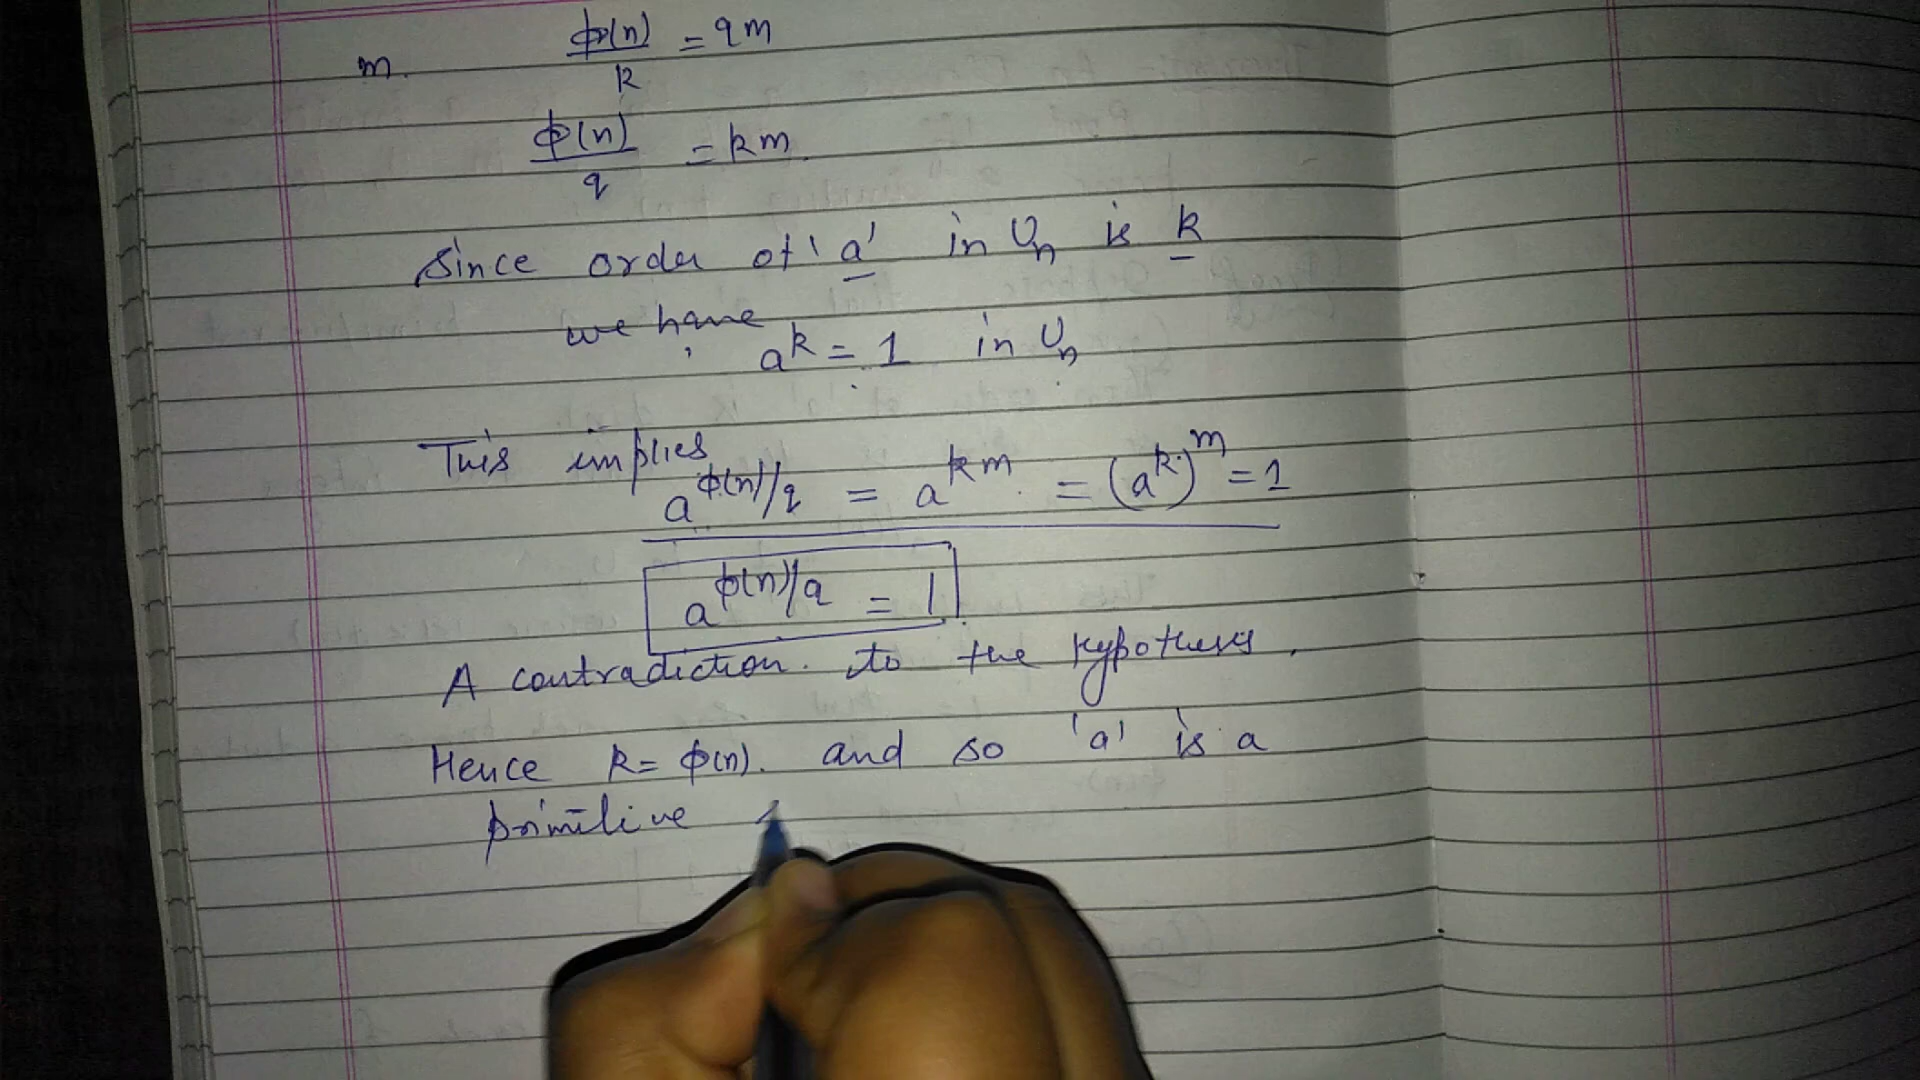 m. φ(n)/k = qm
φ(n)/q = km.
Since order of 'a' in Un is k
we have, a^k = 1 in Un
This implies
a^φ(n)/q = a^km = (a^k)^m = 1
a^φ(n)/q = 1
A contradiction. to the hypothesis.
Hence k = φ(n). and so 'a' is a
primitive